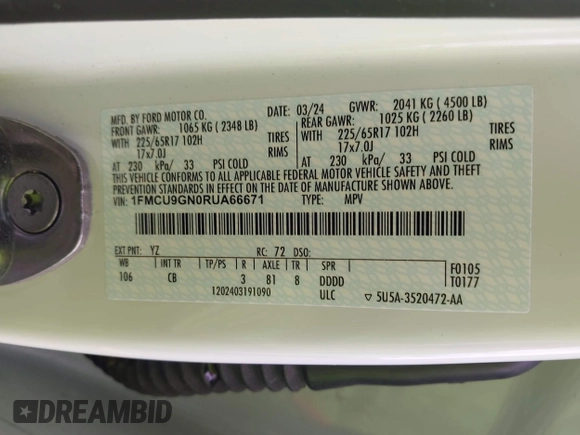 MFD. BY FORD MOTOR CO.
DATE: 03/24 GVWR: 2041 KG ( 4500 LB)
FRONT GAWR: 1065 KG ( 2348 LB) REAR GAWR: 1025 KG ( 2260 LB)
WITH 225/65R17 102H TIRES WITH 225/65R17 102H TIRES
17x7.0J RIMS 17x7.0J RIMS
AT 230 kPa/ 33 PSI COLD AT 230 kPa/ 33 PSI COLD
THIS VEHICLE CONFORMS TO ALL APPLICABLE FEDERAL MOTOR VEHICLE SAFETY AND BUMPER
AND THEFT PREVENTION STANDARDS IN EFFECT ON THE DATE OF MANUFACTURE SHOWN ABOVE.
VIN: 1FMCU9GN0RUA66671 TYPE: MPV
EXT PNT: YZ RC: 72 DSO:
WB INT TR TP/PS R AXLE TR SPR F0105
106 CB 3 81 8 DDDD T0177
1202403191090 ULC ▽ 5U5A-3520472-AA
DREAMBID